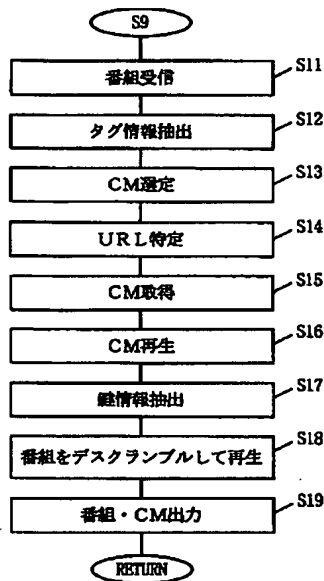 S9
番組受信 S11
タグ情報抽出 S12
CM選定 S13
URL特定 S14
CM取得 S15
CM再生 S16
鍵情報抽出 S17
番組をデスクランブルして再生 S18
番組・CM出力 S19
RETURN